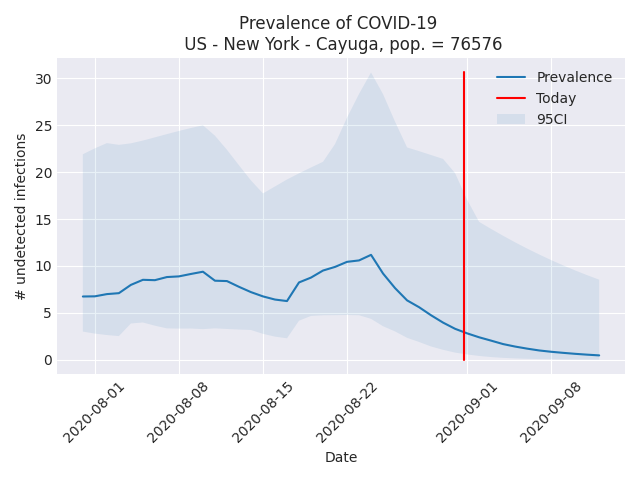 Prevalence of COVID-19
US - New York - Cayuga, pop. = 76576
# undetected infections
30
25
20
15
10
5
0
Prevalence
Today
95CI
2020-08-01
2020-08-08
2020-08-15
2020-08-22
2020-09-01
2020-09-08
Date